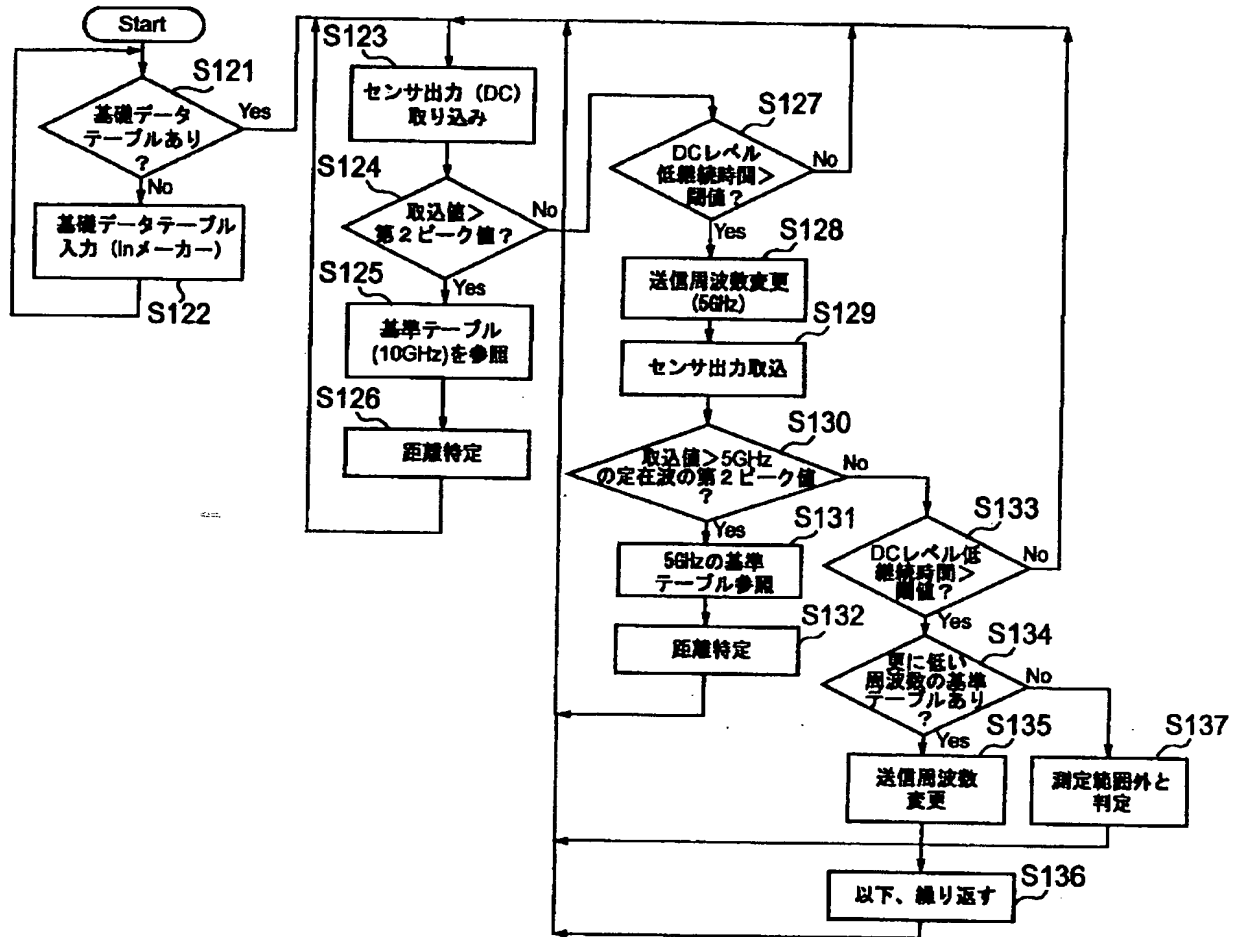 Start
S121
基礎データ
テーブルあり
?
Yes
No
基礎データテーブル
入力(inメーカー)
S122
S123
センサ出力(DC)
取り込み
S124
取込値>
第2ピーク値?
No
Yes
S125
基準テーブル
(10GHz)を参照
S126
距離特定
S127
DCレベル
低継続時間>
閾値?
No
Yes
S128
送信周波数変更
(5GHz)
S129
センサ出力取込
S130
取込値>5GHz
の定在波の第2ピーク値
?
No
Yes
S131
5GHzの基準
テーブル参照
S132
距離特定
S133
DCレベル低
継続時間>
閾値?
No
Yes
S134
更に低い
周波数の基準
テーブルあり
?
No
Yes
S135
送信周波数
変更
S137
測定範囲外と
判定
S136
以下、繰り返す